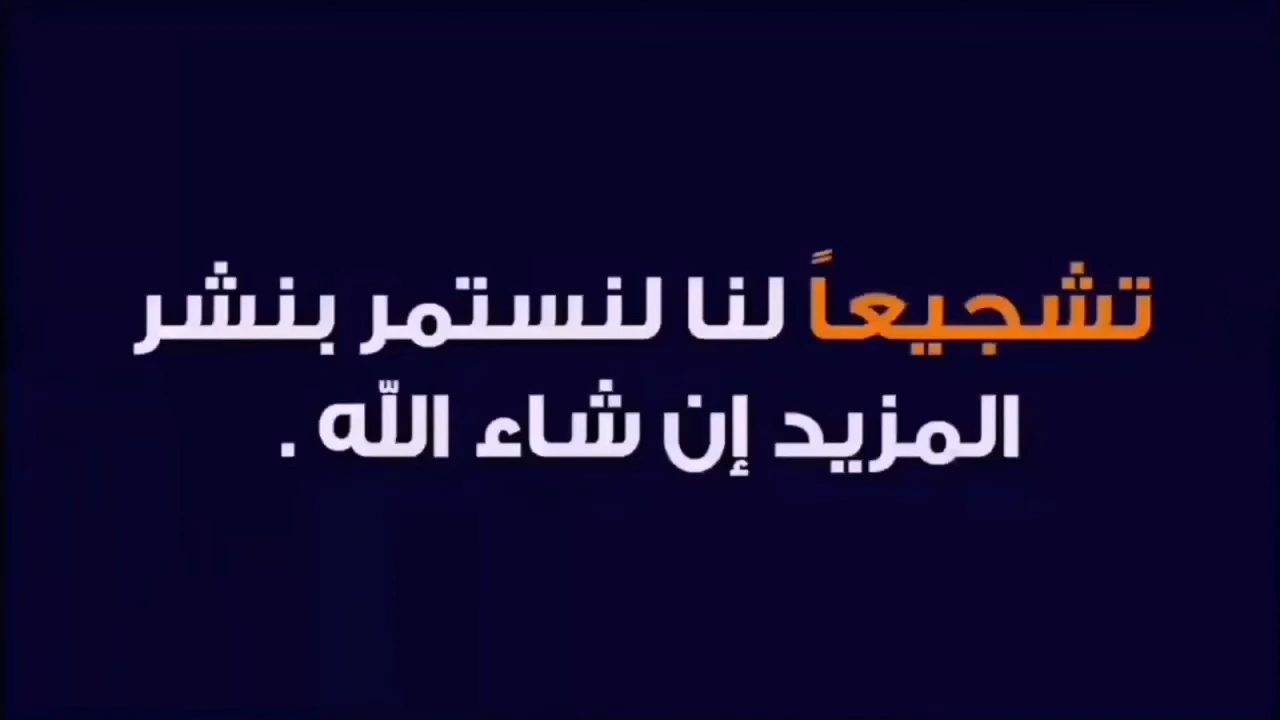 تشجيعاً لنا لنستمر بنشر
المزيد إن شاء الله .